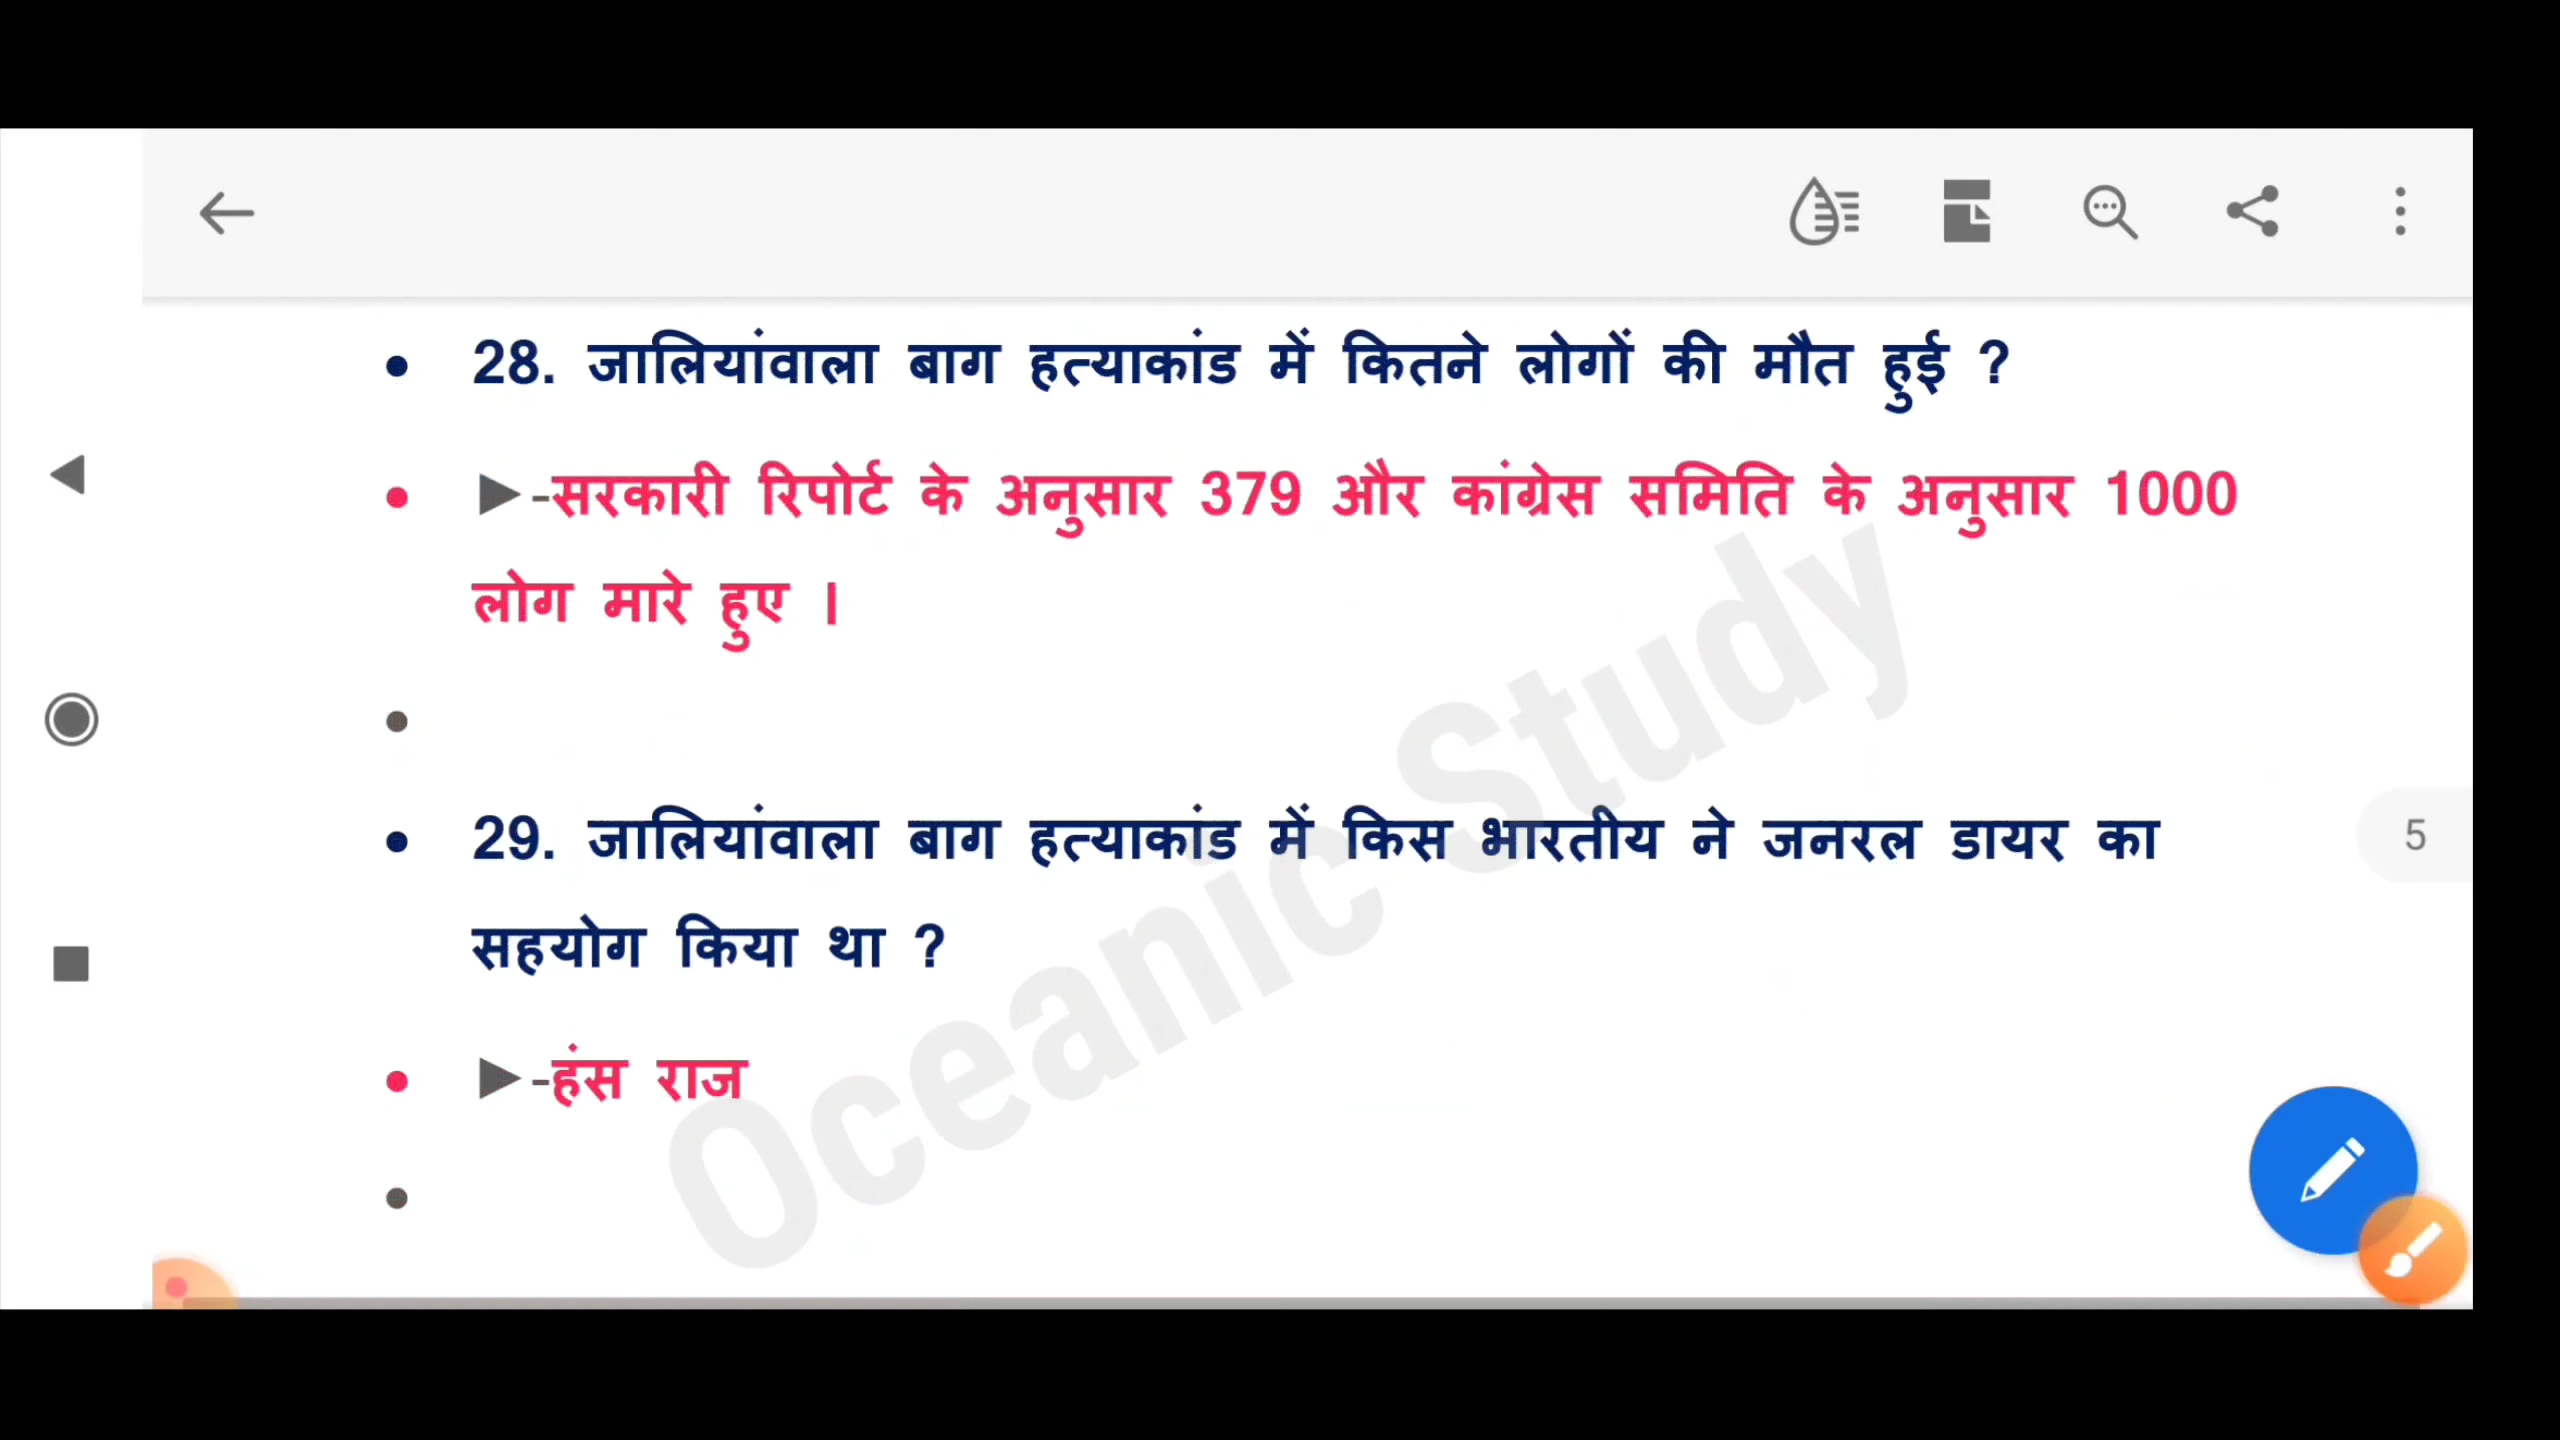 • 28. जालियांवाला बाग हत्याकांड में कितने लोगों की मौत हुई ?
• ►-सरकारी रिपोर्ट के अनुसार 379 और कांग्रेस समिति के अनुसार 1000
लोग मारे हुए ।
•
• 29. जालियांवाला बाग हत्याकांड में किस भारतीय ने जनरल डायर का
सहयोग किया था ?
5
• ►-हंस राज
•
Oceanic Study